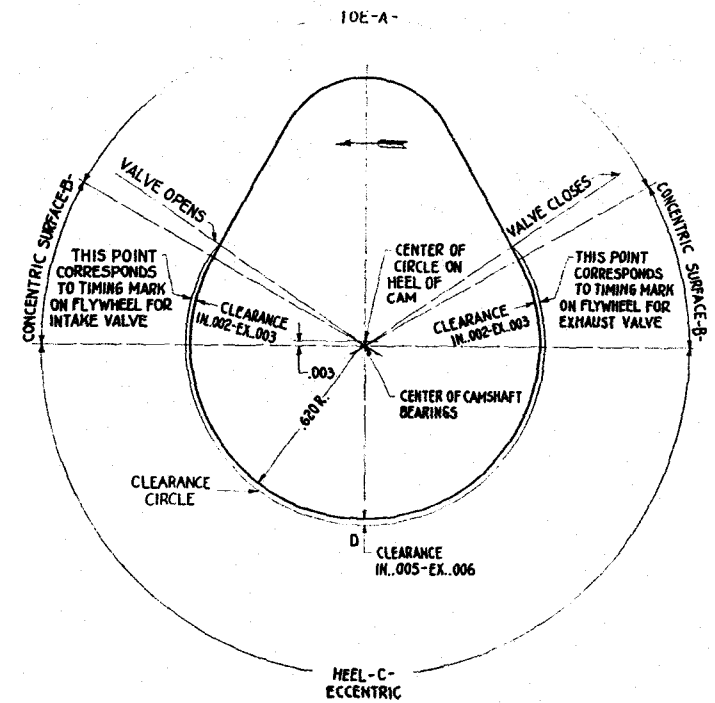 TOE-A-
VALVE OPENS
VALVE CLOSES
CONCENTRIC SURFACE-B-
CONCENTRIC SURFACE-B-
THIS POINT
CORRESPONDS
TO TIMING MARK
ON FLYWHEEL FOR
INTAKE VALVE
CENTER OF
CIRCLE ON
HEEL OF
CAM
THIS POINT
CORRESPONDS
TO TIMING MARK
ON FLYWHEEL FOR
EXHAUST VALVE
CLEARANCE
IN..002-EX..003
CLEARANCE
IN..002-EX..003
.003
.620 R.
CENTER OF CAMSHAFT
BEARINGS
CLEARANCE
CIRCLE
D
CLEARANCE
IN..005-EX..006
HEEL-C-
ECCENTRIC